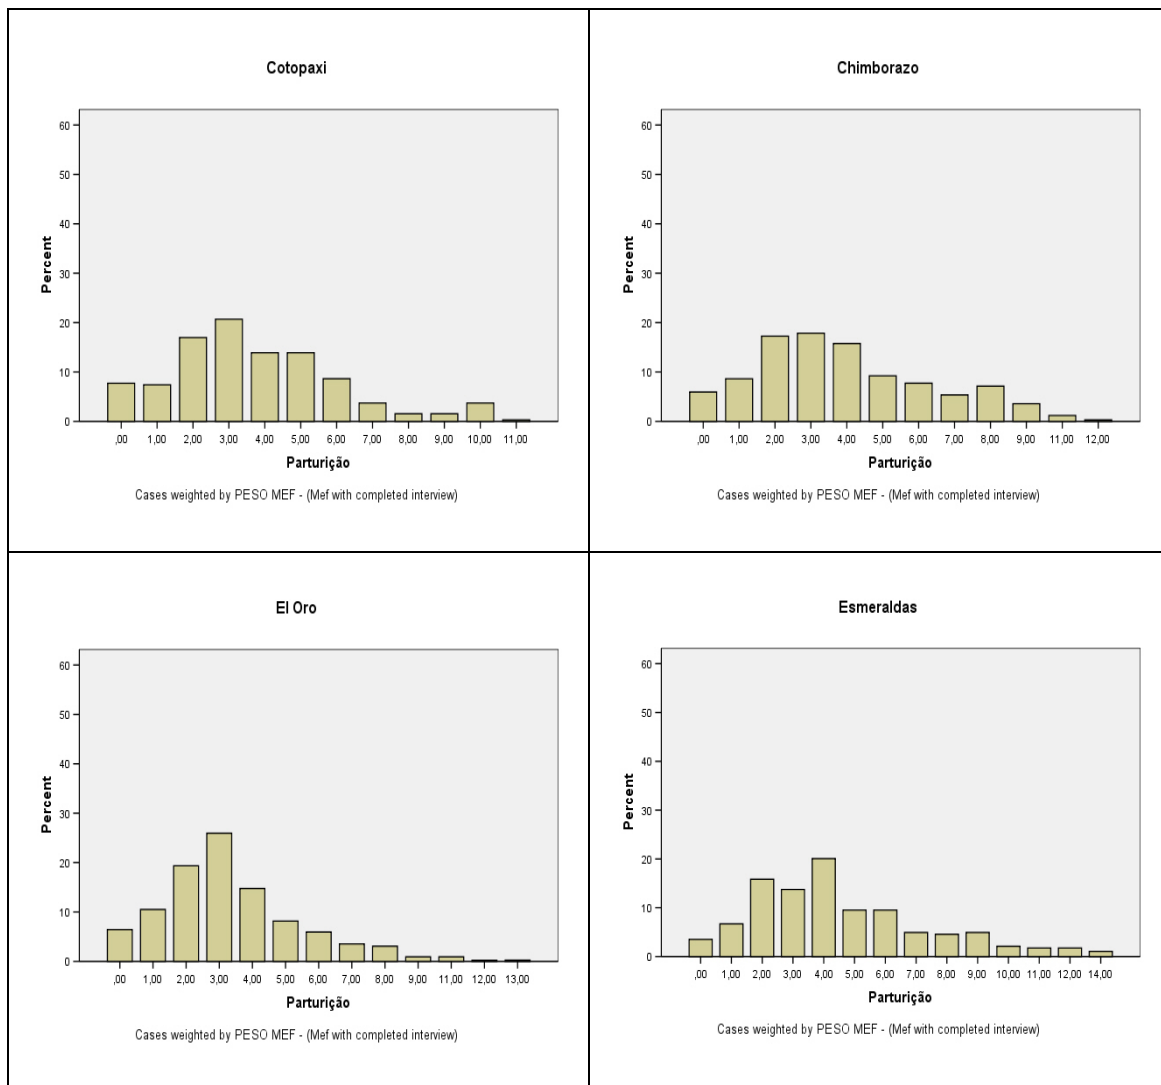 Cotopaxi
60
50
40
30
20
10
0
Percent
,00 1,00 2,00 3,00 4,00 5,00 6,00 7,00 8,00 9,00 10,00 11,00
Parturição
Cases weighted by PESO MEF - (Mef with completed interview)
Chimborazo
60
50
40
30
20
10
0
Percent
,00 1,00 2,00 3,00 4,00 5,00 6,00 7,00 8,00 9,00 11,00 12,00
Parturição
Cases weighted by PESO MEF - (Mef with completed interview)
El Oro
60
50
40
30
20
10
0
Percent
,00 1,00 2,00 3,00 4,00 5,00 6,00 7,00 8,00 9,00 11,00 12,00 13,00
Parturição
Cases weighted by PESO MEF - (Mef with completed interview)
Esmeraldas
60
50
40
30
20
10
0
Percent
,00 1,00 2,00 3,00 4,00 5,00 6,00 7,00 8,00 9,00 10,00 11,00 12,00 14,00
Parturição
Cases weighted by PESO MEF - (Mef with completed interview)